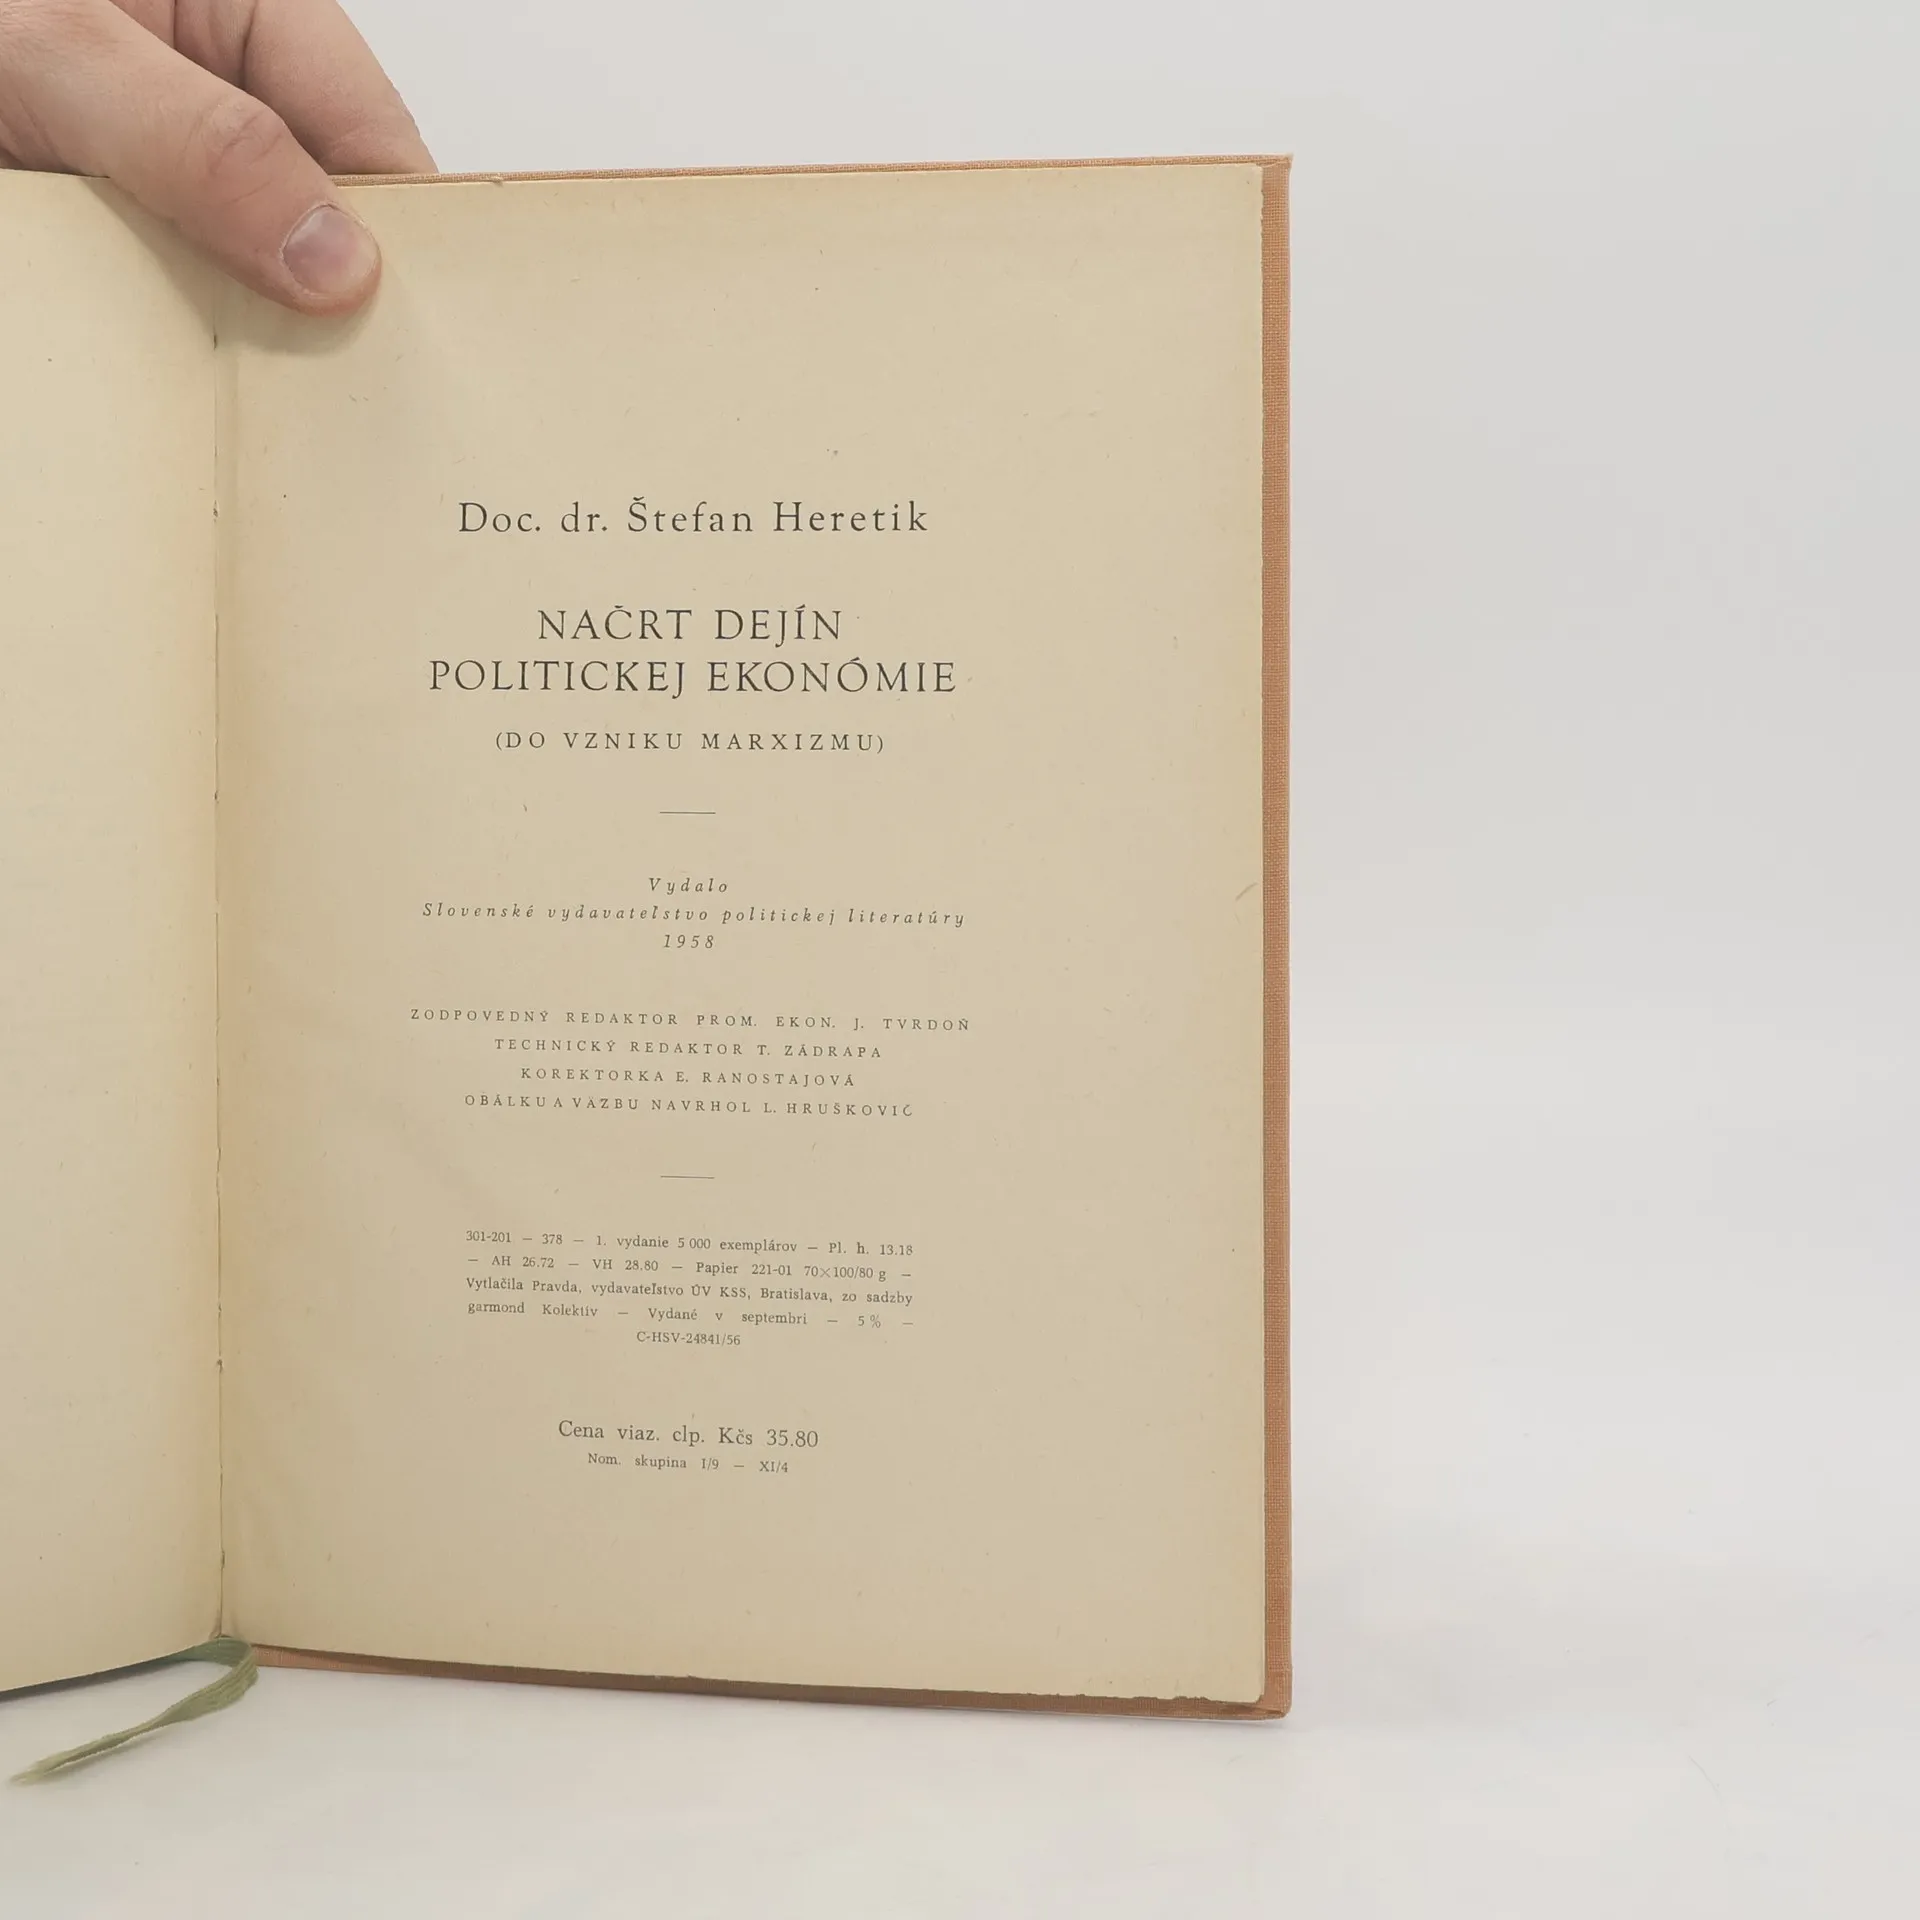 Doc. dr. Štefan Heretik
NAČRT DEJÍN
POLITICKEJ EKONÓMIE
(DO VZNIKU MARXIZMU)
Vydalo
Slovenské vydavateľstvo politickej literatúry
1958
ZODPOVEDNÝ REDAKTOR PROM. EKON. J. TVRDOŇ
TECHNICKÝ REDAKTOR T. ZÁDRAPA
KOREKTORKA E. RANOSTAJOVÁ
OBÁLKU A VÄZBU NAVRHOL L. HRUŠKOVIČ
301-201 — 378 — 1. vydanie 5 000 exemplárov — Pl. h. 13.18
— AH 26.72 — VH 28.80 — Papier 221-01 70×100/80 g —
Vytlačila Pravda, vydavateľstvo ÚV KSS, Bratislava, zo sadzby
garmond Kolektív — Vydané v septembri — 5 % —
C-HSV-24841/56
Cena viaz. clp. Kčs 35.80
Nom. skupina I/9 — XI/4